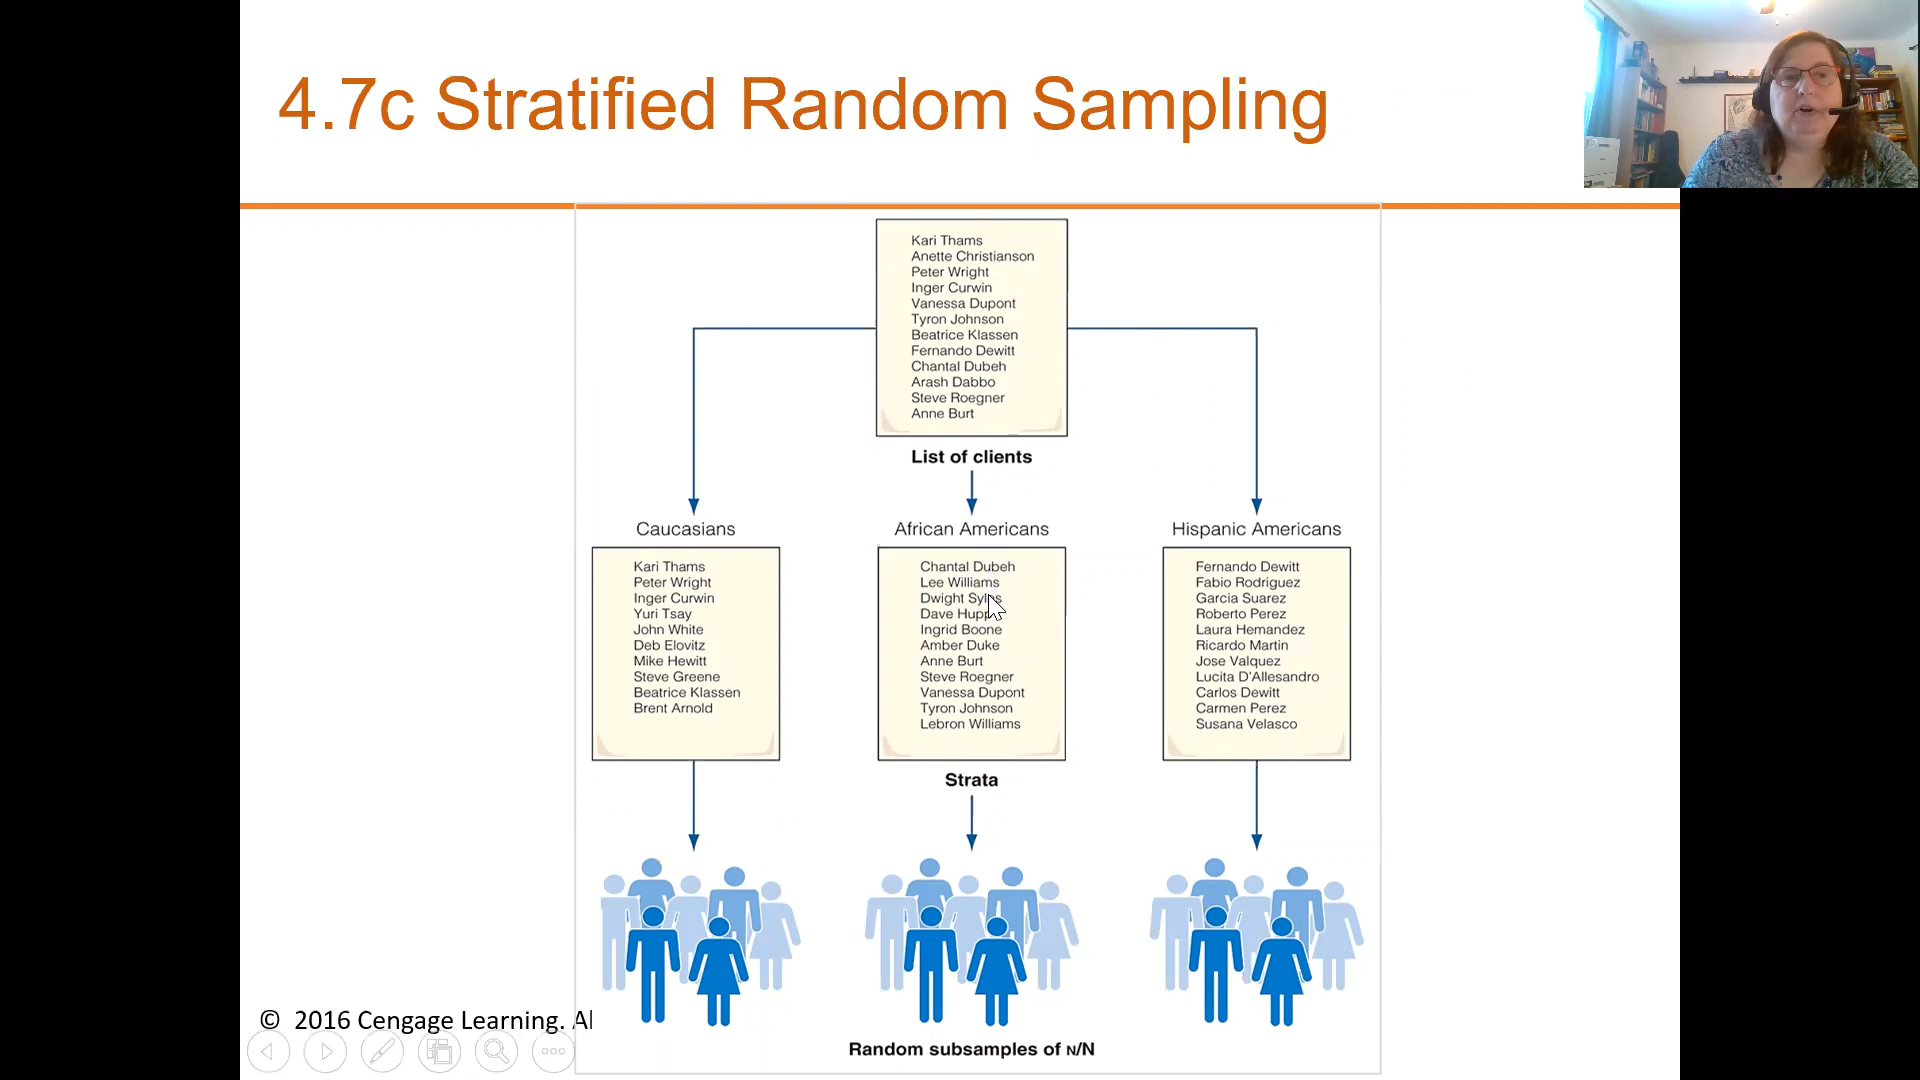 4.7c Stratified Random Sampling
Kari Thams
Anette Christianson
Peter Wright
Inger Curwin
Vanessa Dupont
Tyron Johnson
Beatrice Klassen
Fernando Dewitt
Chantal Dubeh
Arash Dabbo
Steve Roegner
Anne Burt
List of clients
Caucasians
Kari Thams
Peter Wright
Inger Curwin
Yuri Tsay
John White
Deb Elovitz
Mike Hewitt
Steve Greene
Beatrice Klassen
Brent Arnold
African Americans
Chantal Dubeh
Lee Williams
Dwight
Dave
Ingrid Boone
Amber Duke
Anne Burt
Steve Roegner
Vanessa Dupont
Tyron Johnson
Lebron Williams
Hispanic Americans
Fernando Dewitt
Fabio Rodriguez
Garcia Suarez
Roberto Perez
Laura Hernandez
Ricardo Martin
Jose Valquez
Lucita D'Allesandro
Carlos Dewitt
Carmen Perez
Susana Velasco
Strata
Random subsamples of N/N
© 2016 Cengage Learning.